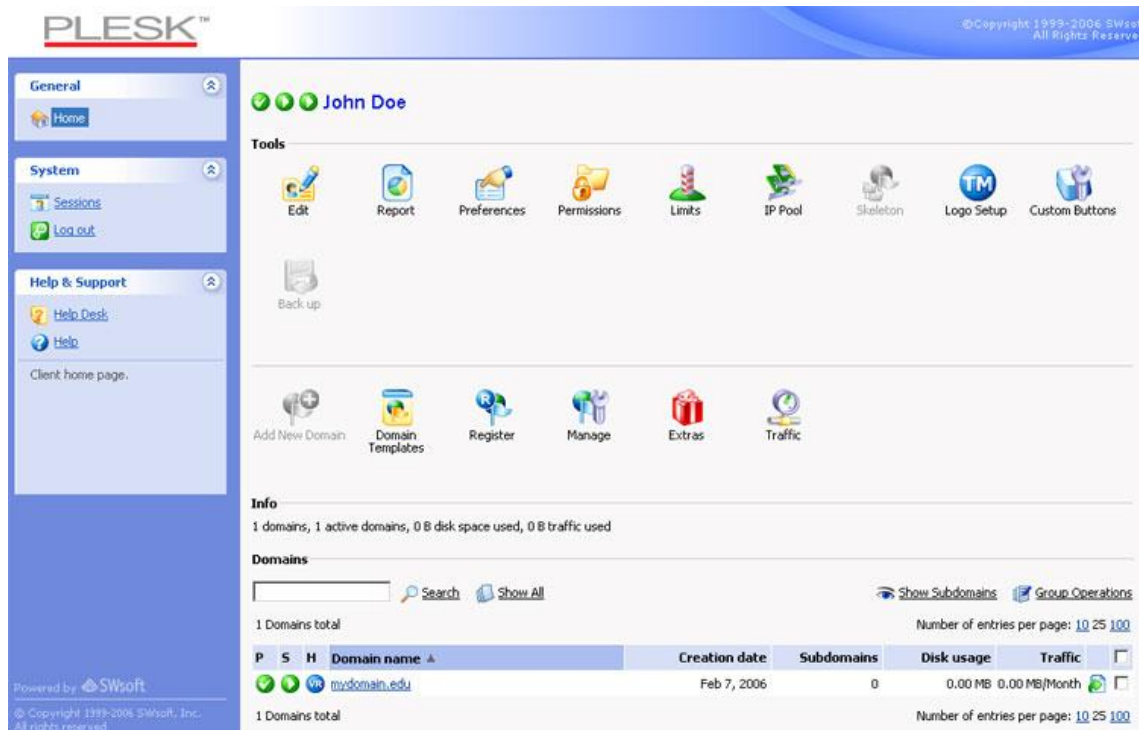 PLESK™
©Copyright 1999-2006 SWsoft
All Rights Reserve
General
Home
System
Sessions
Log out
Help & Support
Help Desk
Help
Client home page.
Powered by SWsoft
© Copyright 1999-2006 SWsoft, Inc.
All rights reserved
John Doe
Tools
Edit
Report
Preferences
Permissions
Limits
IP Pool
Skeleton
TM
Logo Setup
Custom Buttons
Back up
Add New Domain
Domain
Templates
R
Register
Manage
Extras
Traffic
Info
1 domains, 1 active domains, 0 B disk space used, 0 B traffic used
Domains
Search Show All Show Subdomains Group Operations
1 Domains total Number of entries per page: 10 25 100
P S H Domain name Creation date Subdomains Disk usage Traffic
VR mydomain.edu Feb 7, 2006 0 0.00 MB 0.00 MB/Month
1 Domains total Number of entries per page: 10 25 100